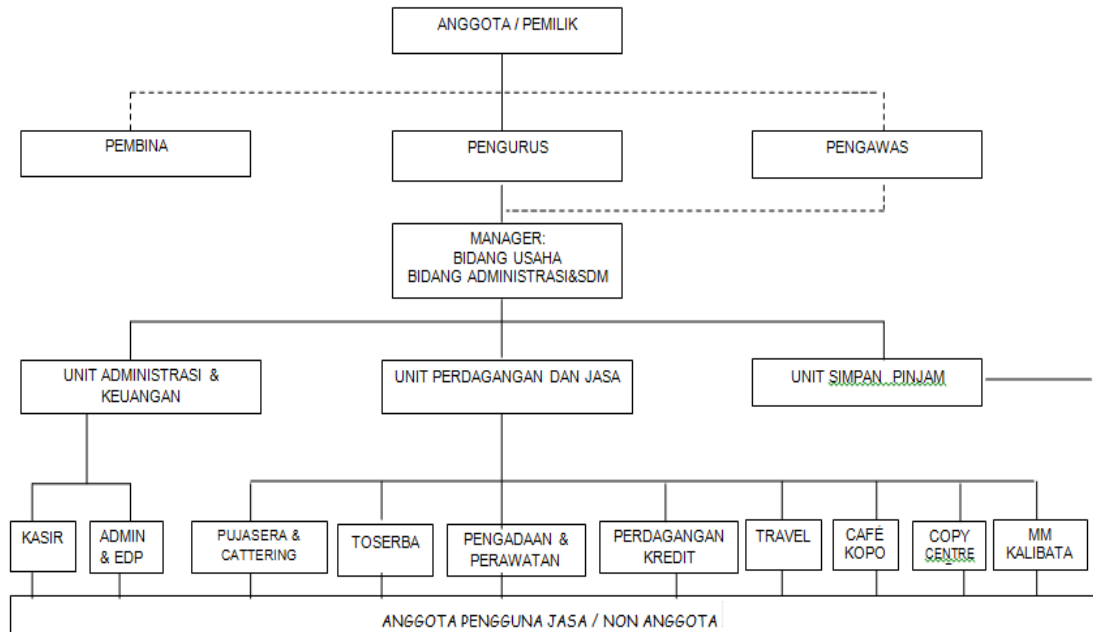 ANGGOTA / PEMILIK
PEMBINA
PENGURUS
PENGAWAS
MANAGER:
BIDANG USAHA
BIDANG ADMINISTRASI&SDM
UNIT ADMINISTRASI &
KEUANGAN
UNIT PERDAGANGAN DAN JASA
UNIT SIMPAN PINJAM
KASIR
ADMIN
& EDP
PUJASERA &
CATTERING
TOSERBA
PENGADAAN &
PERAWATAN
PERDAGANGAN
KREDIT
TRAVEL
CAFÉ
KOPO
COPY
CENTRE
MM
KALIBATA
ANGGOTA PENGGUNA JASA / NON ANGGOTA